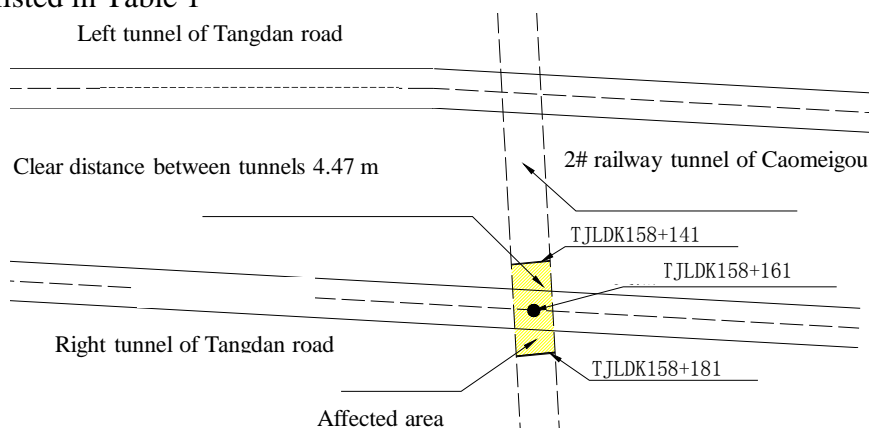 listed in Table 1
Left tunnel of Tangdan road
Clear distance between tunnels 4.47 m
2# railway tunnel of Caomeigou
TJLDK158+141
TJLDK158+161
Right tunnel of Tangdan road
TJLDK158+181
Affected area